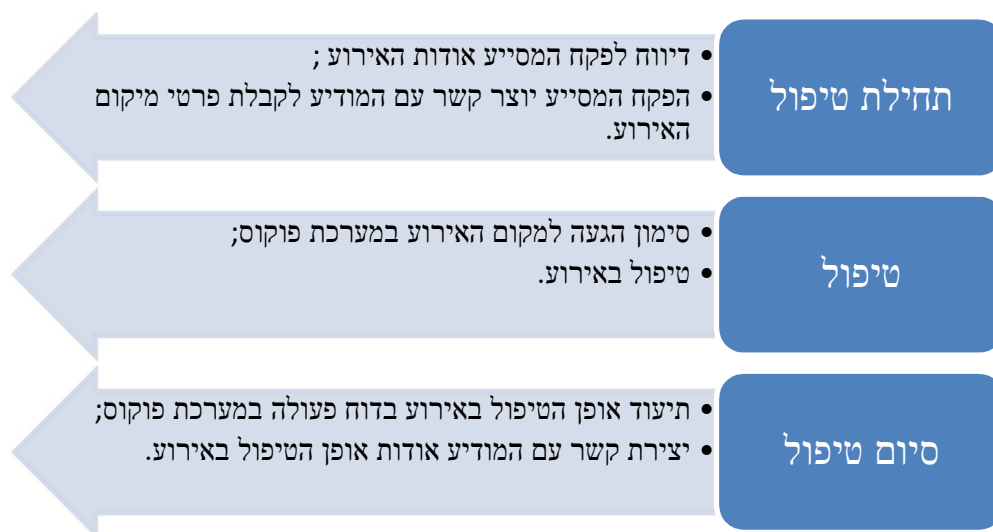 תחילת טיפול
• דיווח לפקח המסייע אודות האירוע ;
• הפקח המסייע יוצר קשר עם המודיע לקבלת פרטי מיקום
האירוע.
טיפול
• סימון הגעה למקום האירוע במערכת פוקוס;
• טיפול באירוע.
סיום טיפול
• תיעוד אופן הטיפול באירוע בדוח פעולה במערכת פוקוס;
• יצירת קשר עם המודיע אודות אופן הטיפול באירוע.